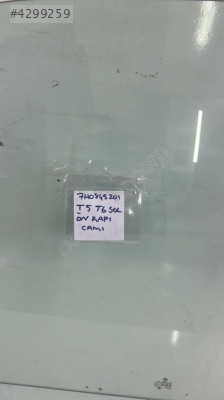 #4299259
7H0845201
T5 T6 SOL
ÖN KAPI
CAMI